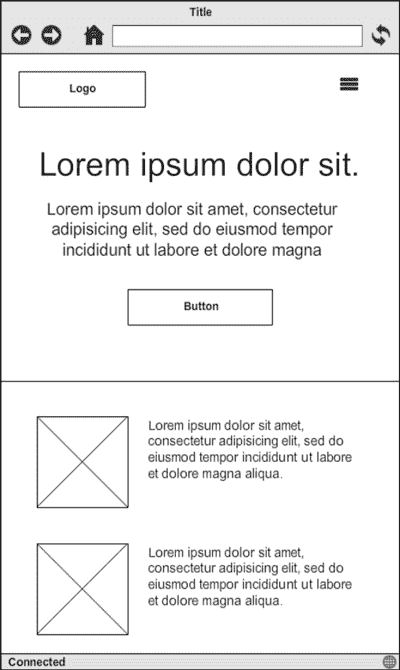 Title
Logo
Lorem ipsum dolor sit.
Lorem ipsum dolor sit amet, consectetur
adipisicing elit, sed do eiusmod tempor
incididunt ut labore et dolore magna
Button
Lorem ipsum dolor sit amet,
consectetur adipisicing elit, sed do
eiusmod tempor incididunt ut labore
et dolore magna aliqua.
Lorem ipsum dolor sit amet,
consectetur adipisicing elit, sed do
eiusmod tempor incididunt ut labore
et dolore magna aliqua.
Connected